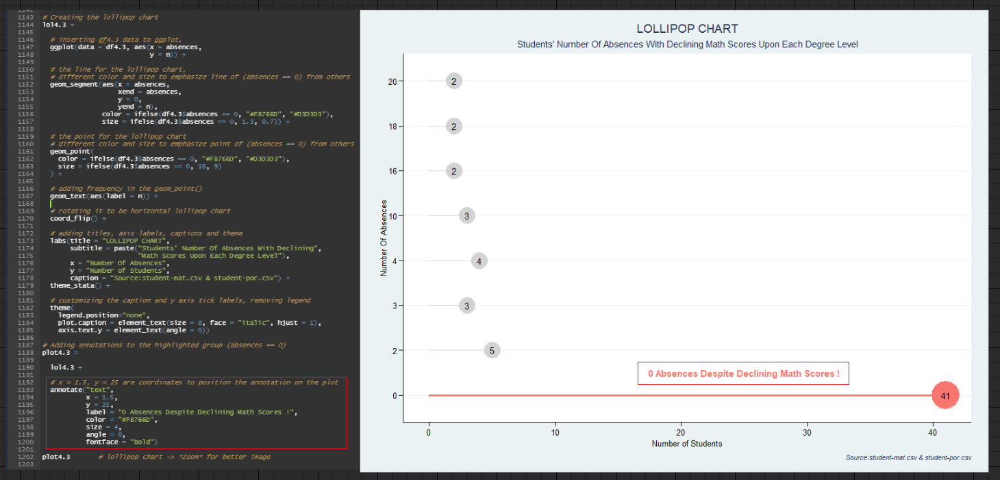 1142
1143 # Creating the lollipop chart
1144 lol4.3 =
1145
1146 # inserting df4.3 data to ggplot,
1147 ggplot(data = df4.3, aes(x = absences,
1148 y = n)) +
1149
1150 # the line for the lollipop chart,
1151 # different color and size to emphasize line of (absences == 0) from others
1152 geom_segment(aes(x = absences,
1153 xend = absences,
1154 y = 0,
1155 yend = n),
1156 color = ifelse(df4.3$absences == 0, "#F8766D", "#D3D3D3"),
1157 size = ifelse(df4.3$absences == 0, 1.3, 0.7)) +
1158
1159 # the point for the lollipop chart
1160 # different color and size to emphasize point of (absences == 0) from others
1161 geom_point(
1162 color = ifelse(df4.3$absences == 0, "#F8766D", "#D3D3D3"),
1163 size = ifelse(df4.3$absences == 0, 16, 9)
1164 ) +
1165
1166 # adding frequency in the geom_point()
1167 geom_text(aes(label = n)) +
1168
1169 # rotating it to be horizontal lollipop chart
1170 coord_flip() +
1171
1172 # adding titles, axis labels, captions and theme
1173 labs(title = "LOLLIPOP CHART",
1174 subtitle = paste("Students' Number Of Absences With Declining",
1175 "Math Scores Upon Each Degree Level"),
1176 x = "Number Of Absences",
1177 y = "Number of Students",
1178 caption = "Source:student-mat.csv & student-por.csv") +
1179 theme_stata() +
1180
1181 # customizing the caption and y axis tick labels, removing legend
1182 theme(
1183 legend.position="none",
1184 plot.caption = element_text(size = 8, face = "italic", hjust = 1),
1185 axis.text.y = element_text(angle = 0))
1186
1187 # Adding annotations to the highlighted group (absences == 0)
1188 plot4.3 =
1189
1190 lol4.3 +
1191
1192 # x = 1.5, y = 25 are coordinates to position the annotation on the plot
1193 annotate("text",
1194 x = 1.5,
1195 y = 25,
1196 label = "0 Absences Despite Declining Math Scores !",
1197 color = "#F8766D",
1198 size = 4,
1199 angle = 0,
1200 fontface = "bold")
1201
1202 plot4.3 # lollipop chart -> *Zoom* for better image
1203
LOLLIPOP CHART
Students' Number Of Absences With Declining Math Scores Upon Each Degree Level
Number Of Absences
20 2
18 2
16 2
10 3
4 4
3 3
2 5
0 Absences Despite Declining Math Scores !
0 41
0 10 20 30 40
Number of Students
Source:student-mat.csv & student-por.csv